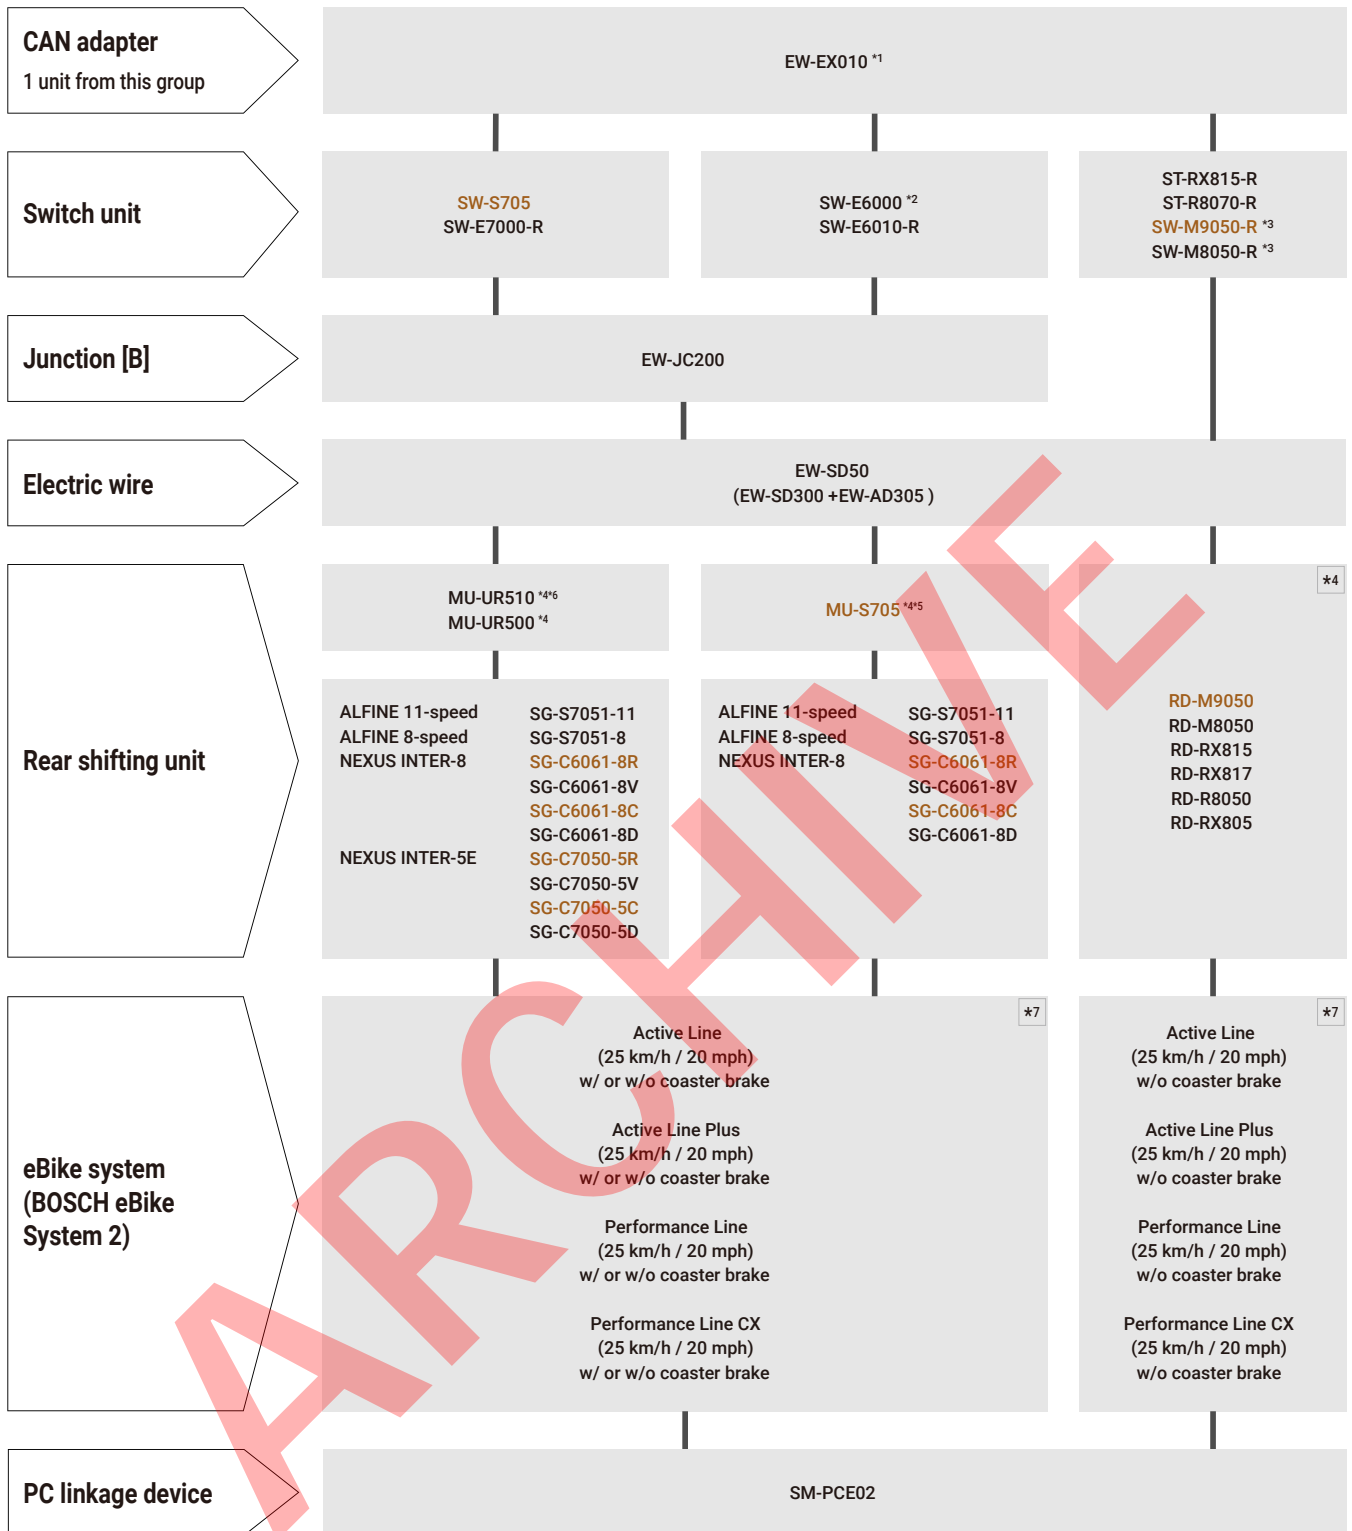 CAN adapter
1 unit from this group
EW-EX010 *1
Switch unit
SW-S705
SW-E7000-R
SW-E6000 *2
SW-E6010-R
ST-RX815-R
ST-R8070-R
SW-M9050-R *3
SW-M8050-R *3
Junction [B]
EW-JC200
Electric wire
EW-SD50
(EW-SD300 +EW-AD305 )
Rear shifting unit
MU-UR510 *4*6
MU-UR500 *4
ALFINE 11-speed SG-S7051-11
ALFINE 8-speed SG-S7051-8
NEXUS INTER-8 SG-C6061-8R
SG-C6061-8V
SG-C6061-8C
SG-C6061-8D
NEXUS INTER-5E SG-C7050-5R
SG-C7050-5V
SG-C7050-5C
SG-C7050-5D
MU-S705 *4*5
ALFINE 11-speed SG-S7051-11
ALFINE 8-speed SG-S7051-8
NEXUS INTER-8 SG-C6061-8R
SG-C6061-8V
SG-C6061-8C
SG-C6061-8D
*4
RD-M9050
RD-M8050
RD-RX815
RD-RX817
RD-R8050
RD-RX805
eBike system
(BOSCH eBike
System 2)
*7
Active Line
(25 km/h / 20 mph)
w/ or w/o coaster brake
Active Line Plus
(25 km/h / 20 mph)
w/ or w/o coaster brake
Performance Line
(25 km/h / 20 mph)
w/ or w/o coaster brake
Performance Line CX
(25 km/h / 20 mph)
w/ or w/o coaster brake
*7
Active Line
(25 km/h / 20 mph)
w/o coaster brake
Active Line Plus
(25 km/h / 20 mph)
w/o coaster brake
Performance Line
(25 km/h / 20 mph)
w/o coaster brake
Performance Line CX
(25 km/h / 20 mph)
w/o coaster brake
PC linkage device
SM-PCE02
ARCHIVE